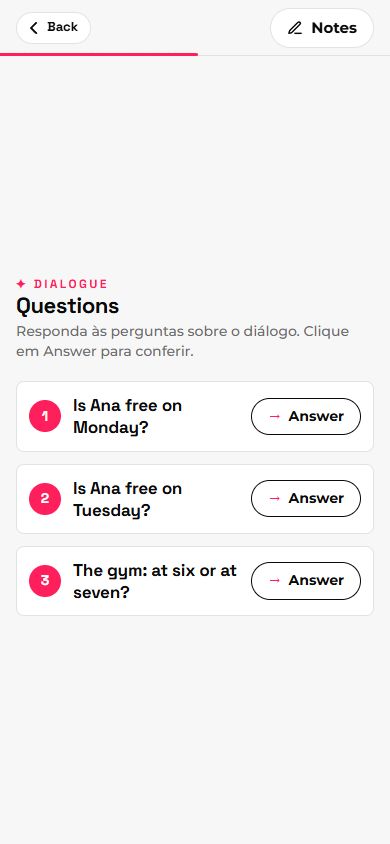 Back
Notes
DIALOGUE
Questions
Responda às perguntas sobre o diálogo. Clique
em Answer para conferir.
1
Is Ana free on
Monday?
→ Answer
2
Is Ana free on
Tuesday?
→ Answer
3
The gym: at six or at
seven?
→ Answer